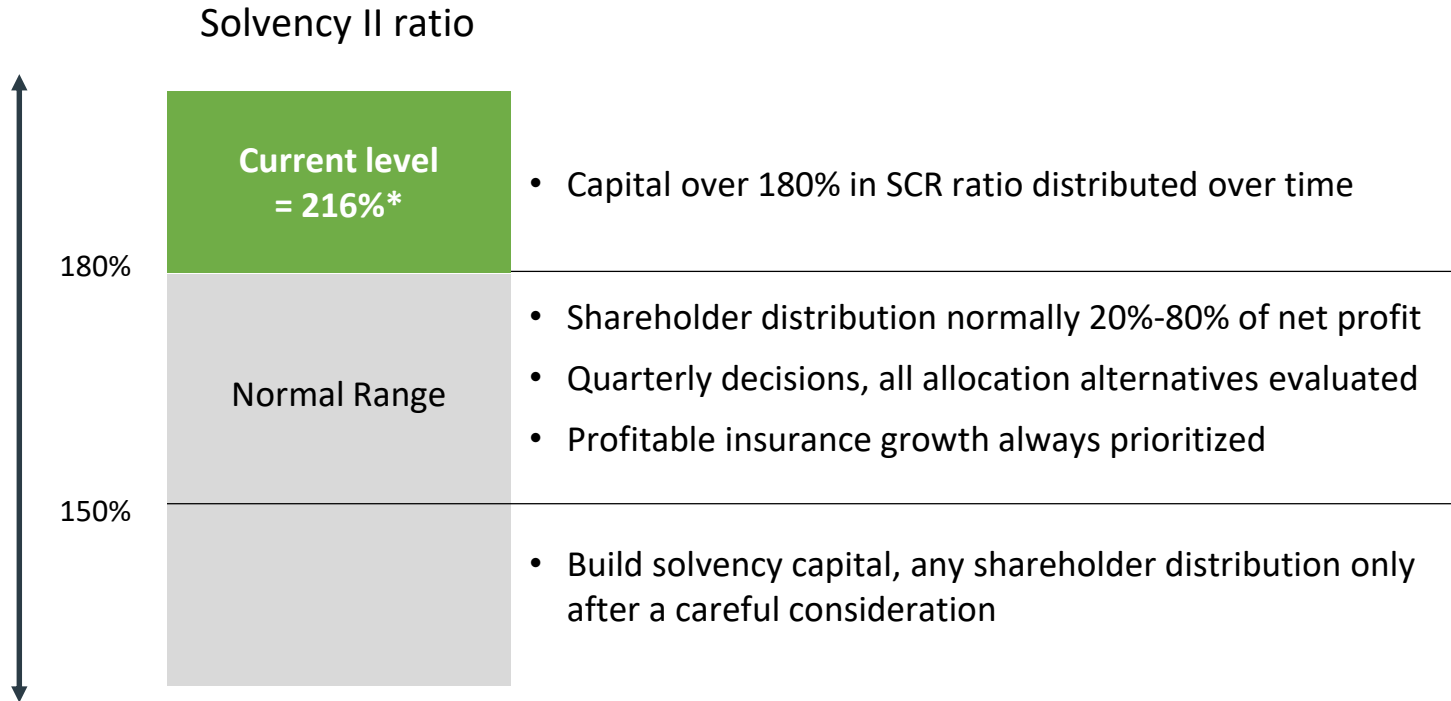 Solvency II ratio
Current level
= 216%*
• Capital over 180% in SCR ratio distributed over time
180%
• Shareholder distribution normally 20%-80% of net profit
• Quarterly decisions, all allocation alternatives evaluated
Normal Range
• Profitable insurance growth always prioritized
150%
• Build solvency capital, any shareholder distribution only
after a careful consideration